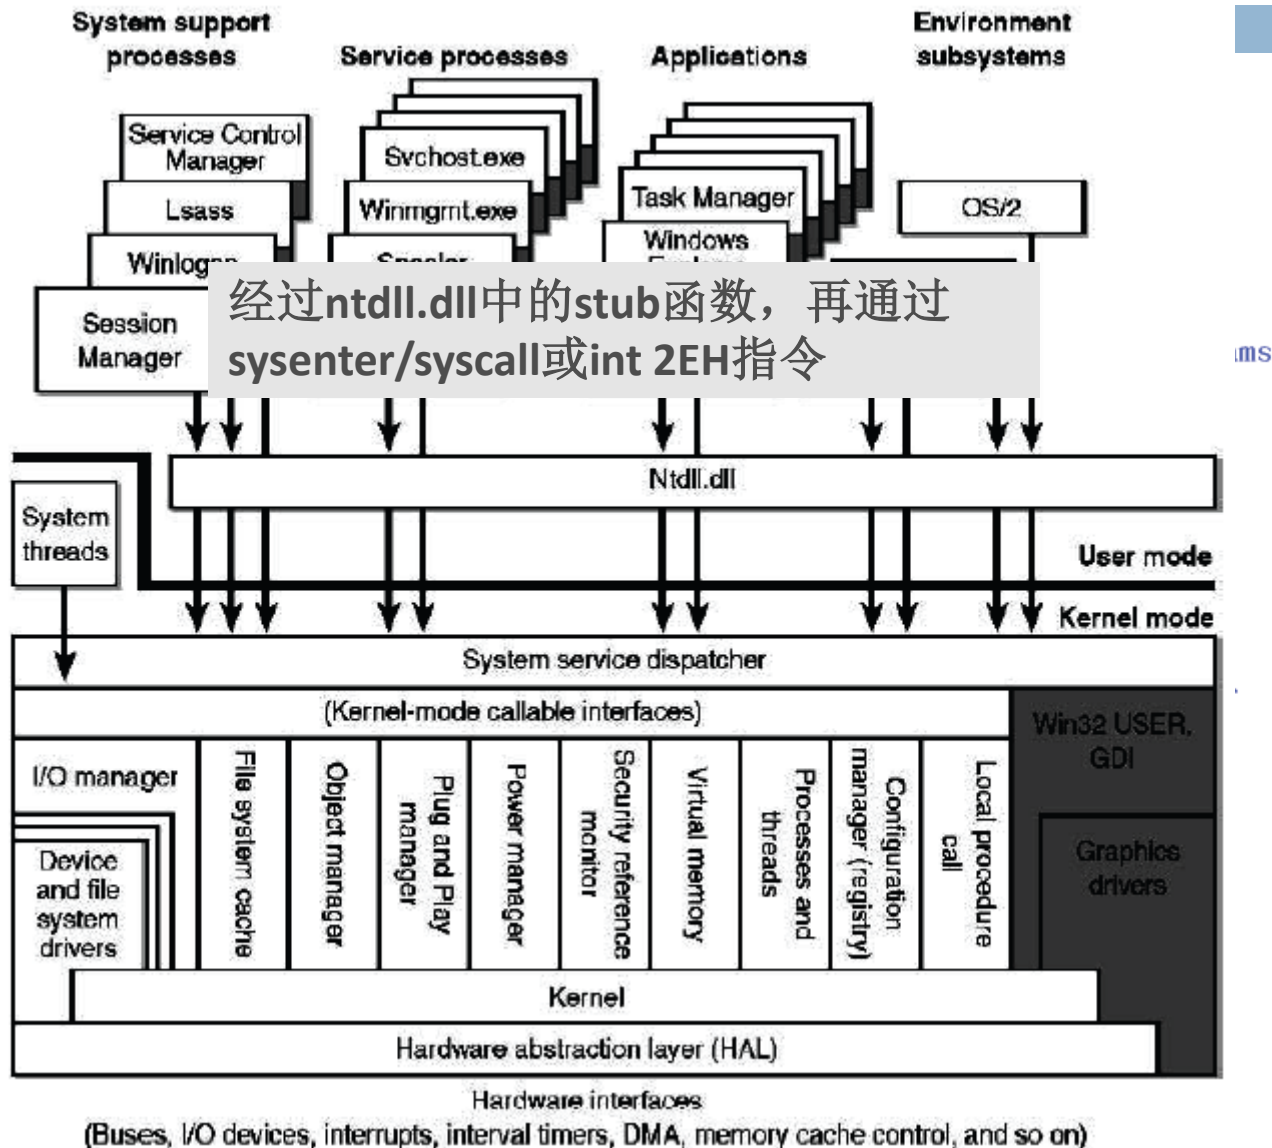 System support
processes
Service processes
Applications
Environment
subsystems
Service Control
Manager
Lsass
Session
Manager
Svchost.exe
Winmgmt.exe
Task Manager
Windows
OS/2
经过ntdll.dll中的stub函数，再通过
sysenter/syscall或int 2EH指令
ms
Ntdll.dll
System
threads
User mode
Kernel mode
System service dispatcher
(Kernel-mode callable interfaces)
Win32 USER,
GDI
I/O manager
Device
and file
system
drivers
File system cache
Object manager
Plug and Play
manager
Power manager
Security reference
monitor
Virtual memory
Processes and
threads
Configuration
manager (registry)
Local procedure
call
Graphics
drivers
Kernel
Hardware abstraction layer (HAL)
Hardware interfaces
(Buses, I/O devices, interrupts, interval timers, DMA, memory cache control, and so on)